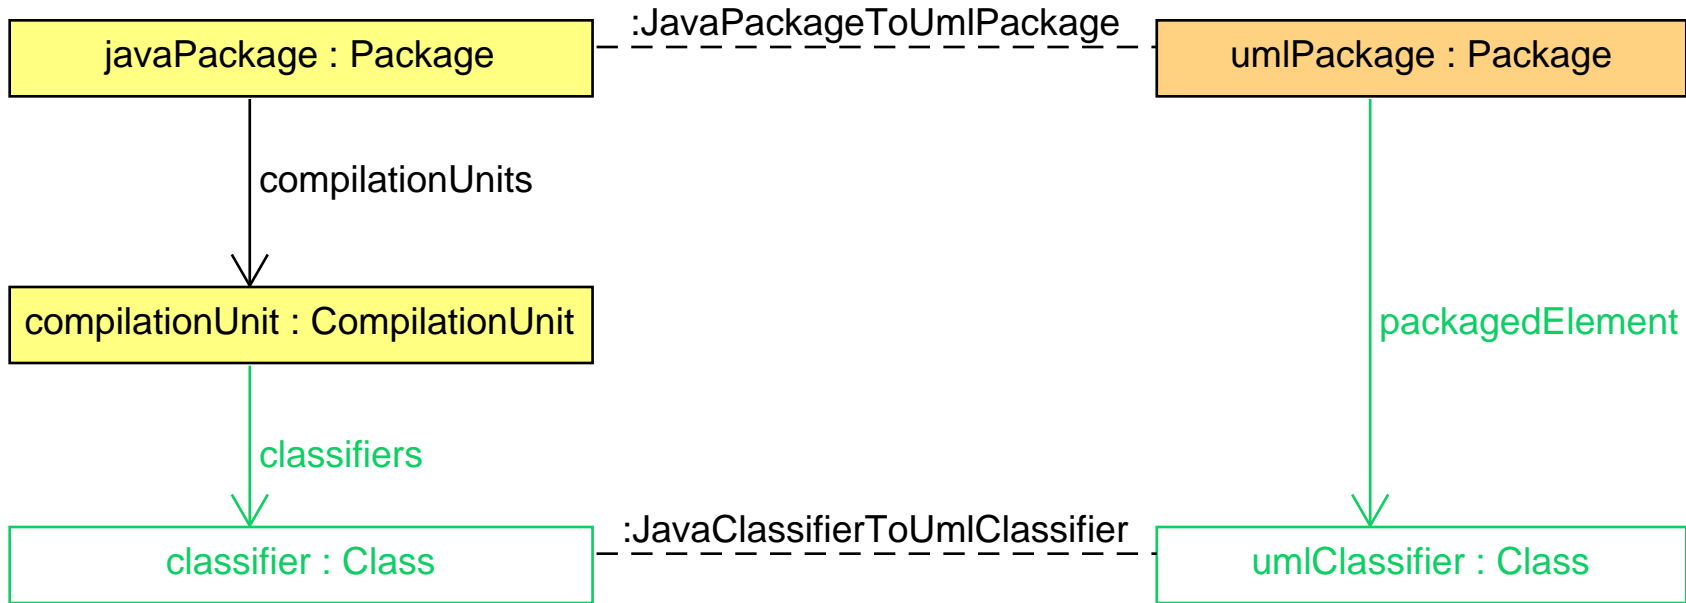 :JavaPackageToUmlPackage
javaPackage : Package
umlPackage : Package
compilationUnits
compilationUnit : CompilationUnit
packagedElement
classifiers
:JavaClassifierToUmlClassifier
classifier : Class
umlClassifier : Class